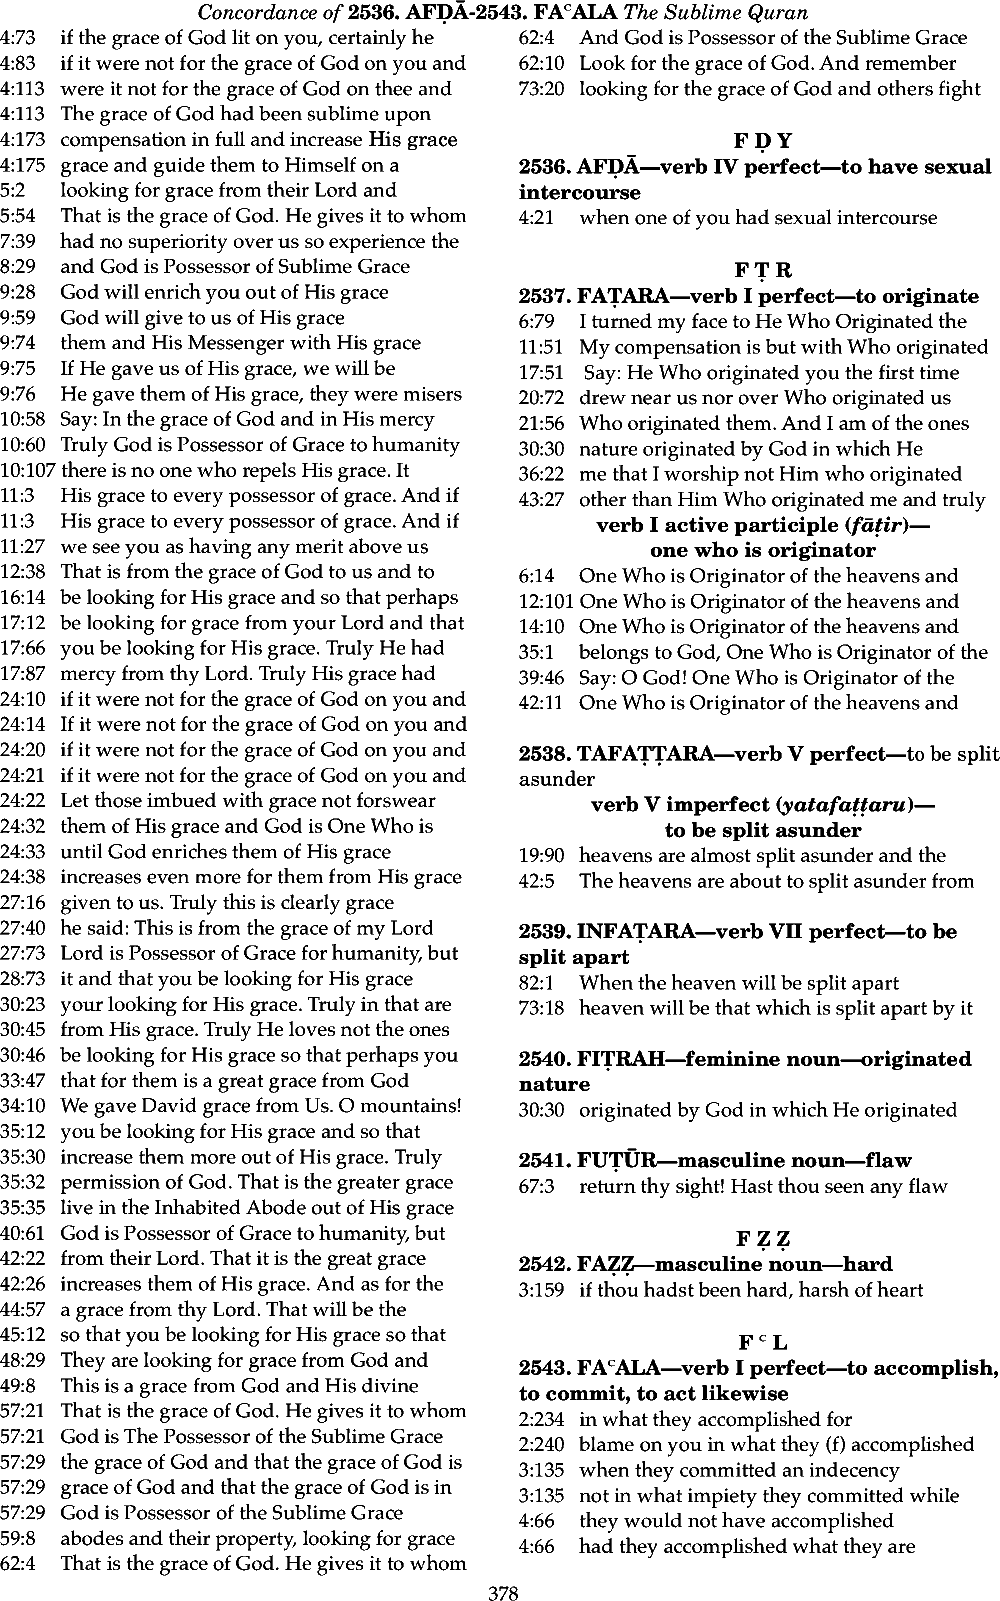 Concordance of 2536. AFḌĀ-2543. FAᶜALA The Sublime Quran
4:73 if the grace of God lit on you, certainly he
4:83 if it were not for the grace of God on you and
4:113 were it not for the grace of God on thee and
4:113 The grace of God had been sublime upon
4:173 compensation in full and increase His grace
4:175 grace and guide them to Himself on a
5:2 looking for grace from their Lord and
5:54 That is the grace of God. He gives it to whom
7:39 had no superiority over us so experience the
8:29 and God is Possessor of Sublime Grace
9:28 God will enrich you out of His grace
9:59 God will give to us of His grace
9:74 them and His Messenger with His grace
9:75 If He gave us of His grace, we will be
9:76 He gave them of His grace, they were misers
10:58 Say: In the grace of God and in His mercy
10:60 Truly God is Possessor of Grace to humanity
10:107 there is no one who repels His grace. It
11:3 His grace to every possessor of grace. And if
11:3 His grace to every possessor of grace. And if
11:27 we see you as having any merit above us
12:38 That is from the grace of God to us and to
16:14 be looking for His grace and so that perhaps
17:12 be looking for grace from your Lord and that
17:66 you be looking for His grace. Truly He had
17:87 mercy from thy Lord. Truly His grace had
24:10 if it were not for the grace of God on you and
24:14 If it were not for the grace of God on you and
24:20 if it were not for the grace of God on you and
24:21 if it were not for the grace of God on you and
24:22 Let those imbued with grace not forswear
24:32 them of His grace and God is One Who is
24:33 until God enriches them of His grace
24:38 increases even more for them from His grace
27:16 given to us. Truly this is clearly grace
27:40 he said: This is from the grace of my Lord
27:73 Lord is Possessor of Grace for humanity, but
28:73 it and that you be looking for His grace
30:23 your looking for His grace. Truly in that are
30:45 from His grace. Truly He loves not the ones
30:46 be looking for His grace so that perhaps you
33:47 that for them is a great grace from God
34:10 We gave David grace from Us. O mountains!
35:12 you be looking for His grace and so that
35:30 increase them more out of His grace. Truly
35:32 permission of God. That is the greater grace
35:35 live in the Inhabited Abode out of His grace
40:61 God is Possessor of Grace to humanity, but
42:22 from their Lord. That it is the great grace
42:26 increases them of His grace. And as for the
44:57 a grace from thy Lord. That will be the
45:12 so that you be looking for His grace so that
48:29 They are looking for grace from God and
49:8 This is a grace from God and His divine
57:21 That is the grace of God. He gives it to whom
57:21 God is The Possessor of the Sublime Grace
57:29 the grace of God and that the grace of God is
57:29 grace of God and that the grace of God is in
57:29 God is Possessor of the Sublime Grace
59:8 abodes and their property, looking for grace
62:4 That is the grace of God. He gives it to whom
62:4 And God is Possessor of the Sublime Grace
62:10 Look for the grace of God. And remember
73:20 looking for the grace of God and others fight
F Ḍ Y
2536. AFḌĀ—verb IV perfect—to have sexual
intercourse
4:21 when one of you had sexual intercourse
F Ṭ R
2537. FAṬARA—verb I perfect—to originate
6:79 I turned my face to He Who Originated the
11:51 My compensation is but with Who originated
17:51 Say: He Who originated you the first time
20:72 drew near us nor over Who originated us
21:56 Who originated them. And I am of the ones
30:30 nature originated by God in which He
36:22 me that I worship not Him who originated
43:27 other than Him Who originated me and truly
verb I active participle (fāṭir)—
one who is originator
6:14 One Who is Originator of the heavens and
12:101 One Who is Originator of the heavens and
14:10 One Who is Originator of the heavens and
35:1 belongs to God, One Who is Originator of the
39:46 Say: O God! One Who is Originator of the
42:11 One Who is Originator of the heavens and
2538. TAFAṬṬARA—verb V perfect—to be split
asunder
verb V imperfect (yatafaṭṭaru)—
to be split asunder
19:90 heavens are almost split asunder and the
42:5 The heavens are about to split asunder from
2539. INFAṬARA—verb VII perfect—to be
split apart
82:1 When the heaven will be split apart
73:18 heaven will be that which is split apart by it
2540. FIṬRAH—feminine noun—originated
nature
30:30 originated by God in which He originated
2541. FUṬŪR—masculine noun—flaw
67:3 return thy sight! Hast thou seen any flaw
F Ẓ Ẓ
2542. FAẒẒ—masculine noun—hard
3:159 if thou hadst been hard, harsh of heart
F ᶜ L
2543. FAᶜALA—verb I perfect—to accomplish,
to commit, to act likewise
2:234 in what they accomplished for
2:240 blame on you in what they (f) accomplished
3:135 when they committed an indecency
3:135 not in what impiety they committed while
4:66 they would not have accomplished
4:66 had they accomplished what they are
378